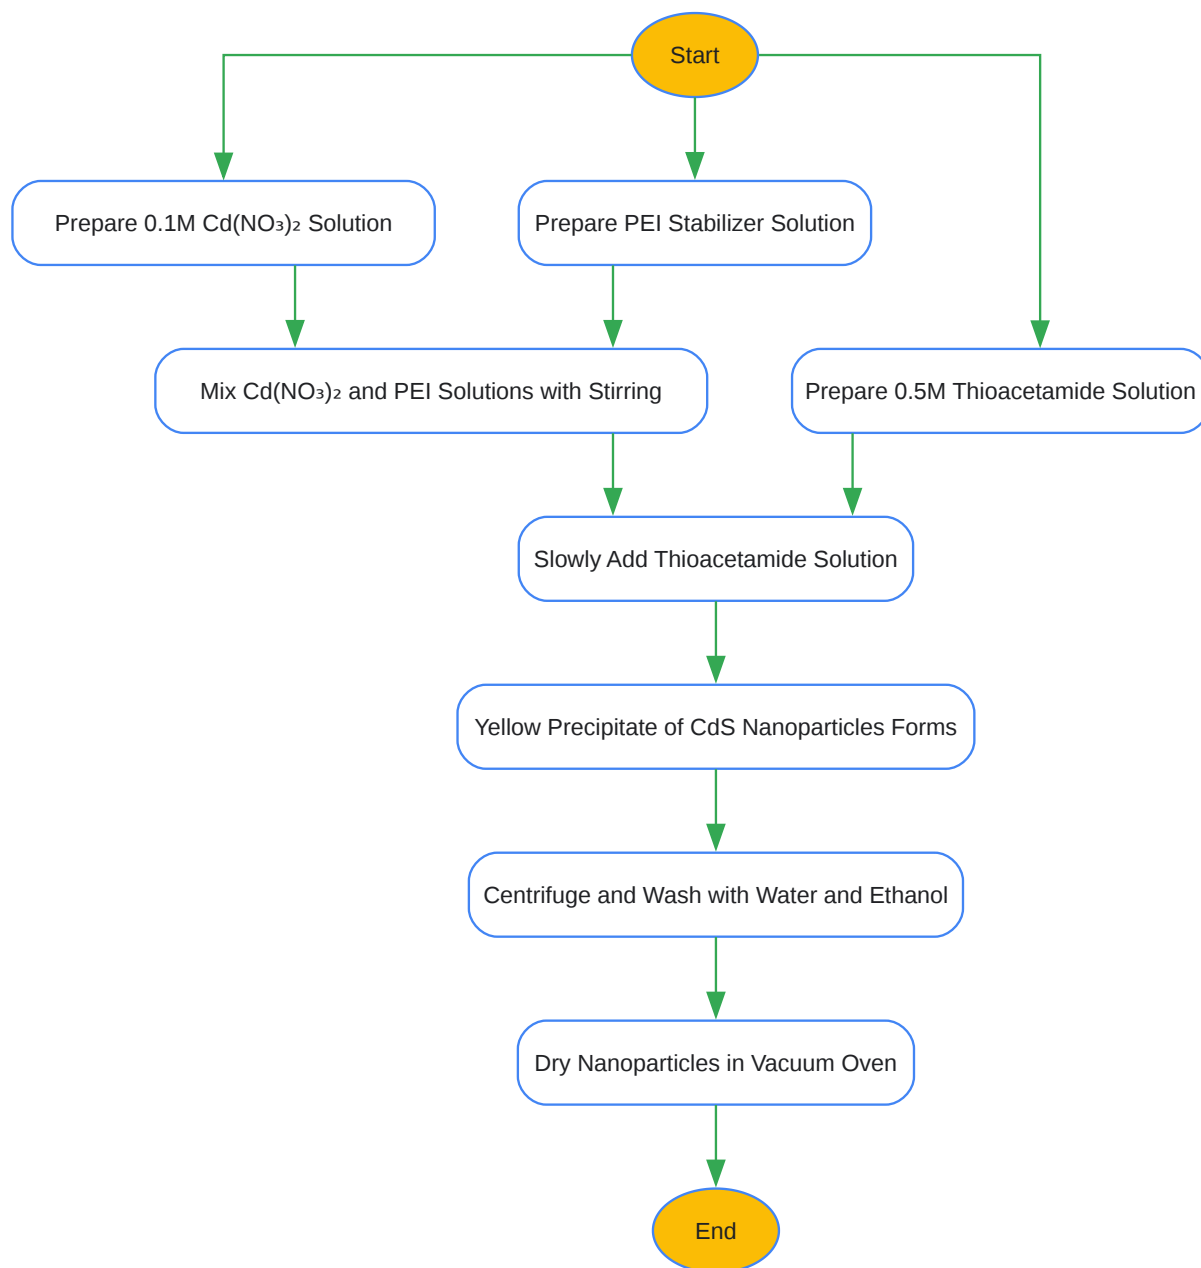 Start
Prepare 0.1M Cd(NO₃)₂ Solution
Prepare PEI Stabilizer Solution
Mix Cd(NO₃)₂ and PEI Solutions with Stirring
Prepare 0.5M Thioacetamide Solution
Slowly Add Thioacetamide Solution
Yellow Precipitate of CdS Nanoparticles Forms
Centrifuge and Wash with Water and Ethanol
Dry Nanoparticles in Vacuum Oven
End